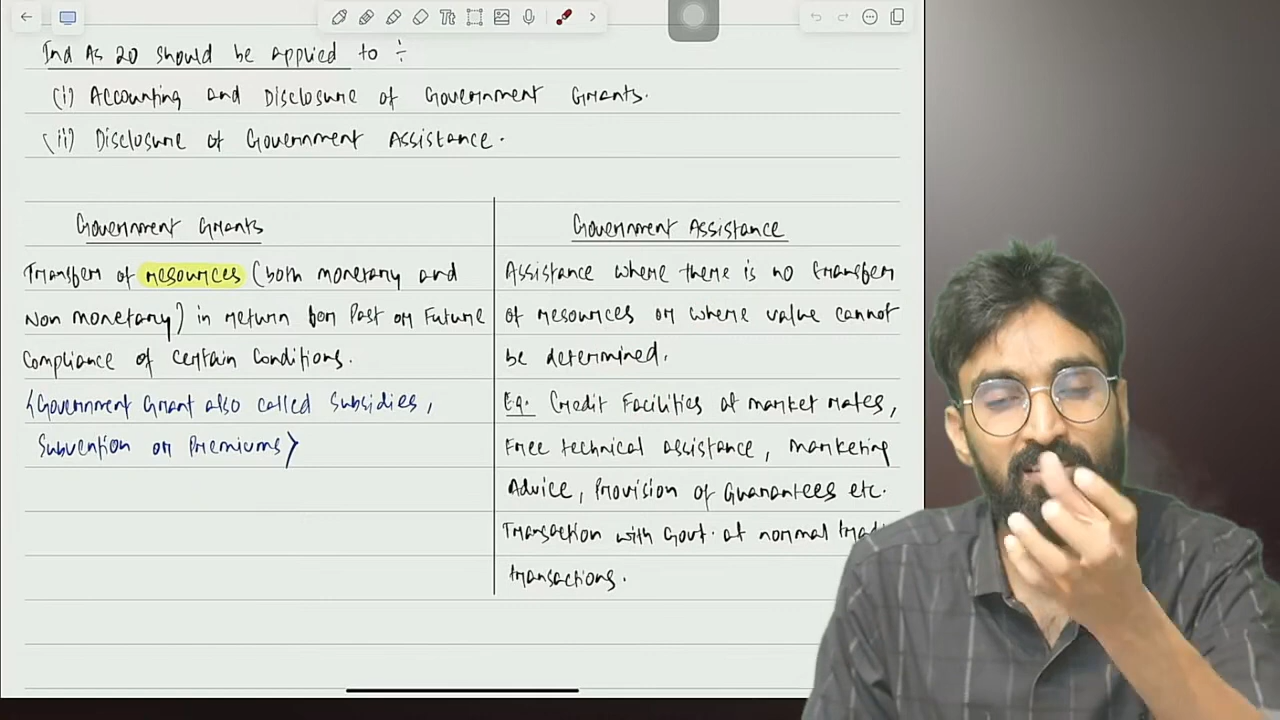 Ind As 20 should be applied to ÷
(i) Accounting and Disclosure of Government Grants.
(ii) Disclosure of Government Assistance.
Government Grants
Transfer of resources (both monetary and
Non monetary) in return for Past or Future
Compliance of certain Conditions.
(Government Grant also called Subsidies,
Subvention or Premiums)
Government Assistance
Assistance where there is no transfer
of resources or where value cannot
be determined.
Eg. Credit Facilities at market rates,
Free technical assistance, marketing
Advice, Provision of Guarantees etc.
Transaction with Govt. at normal
transactions.